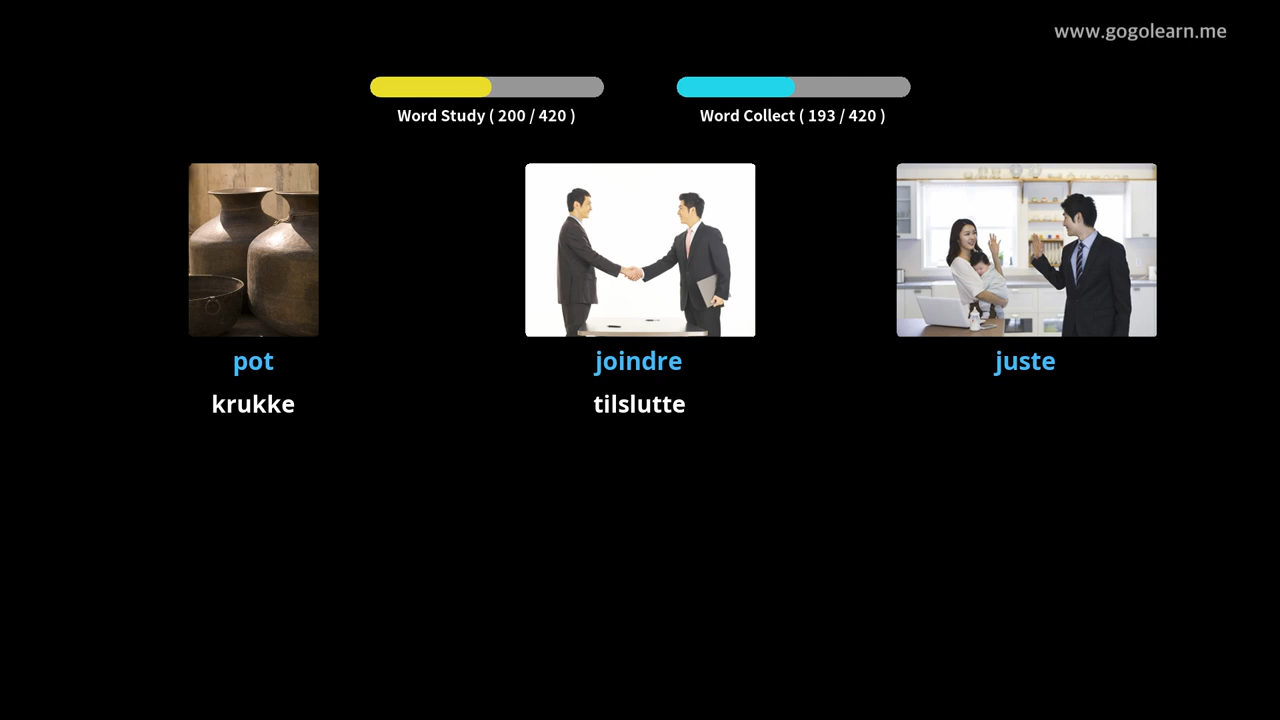 www.gogolearn.me
Word Study ( 200 / 420 )
Word Collect ( 193 / 420 )
pot
joindre
juste
krukke
tilslutte